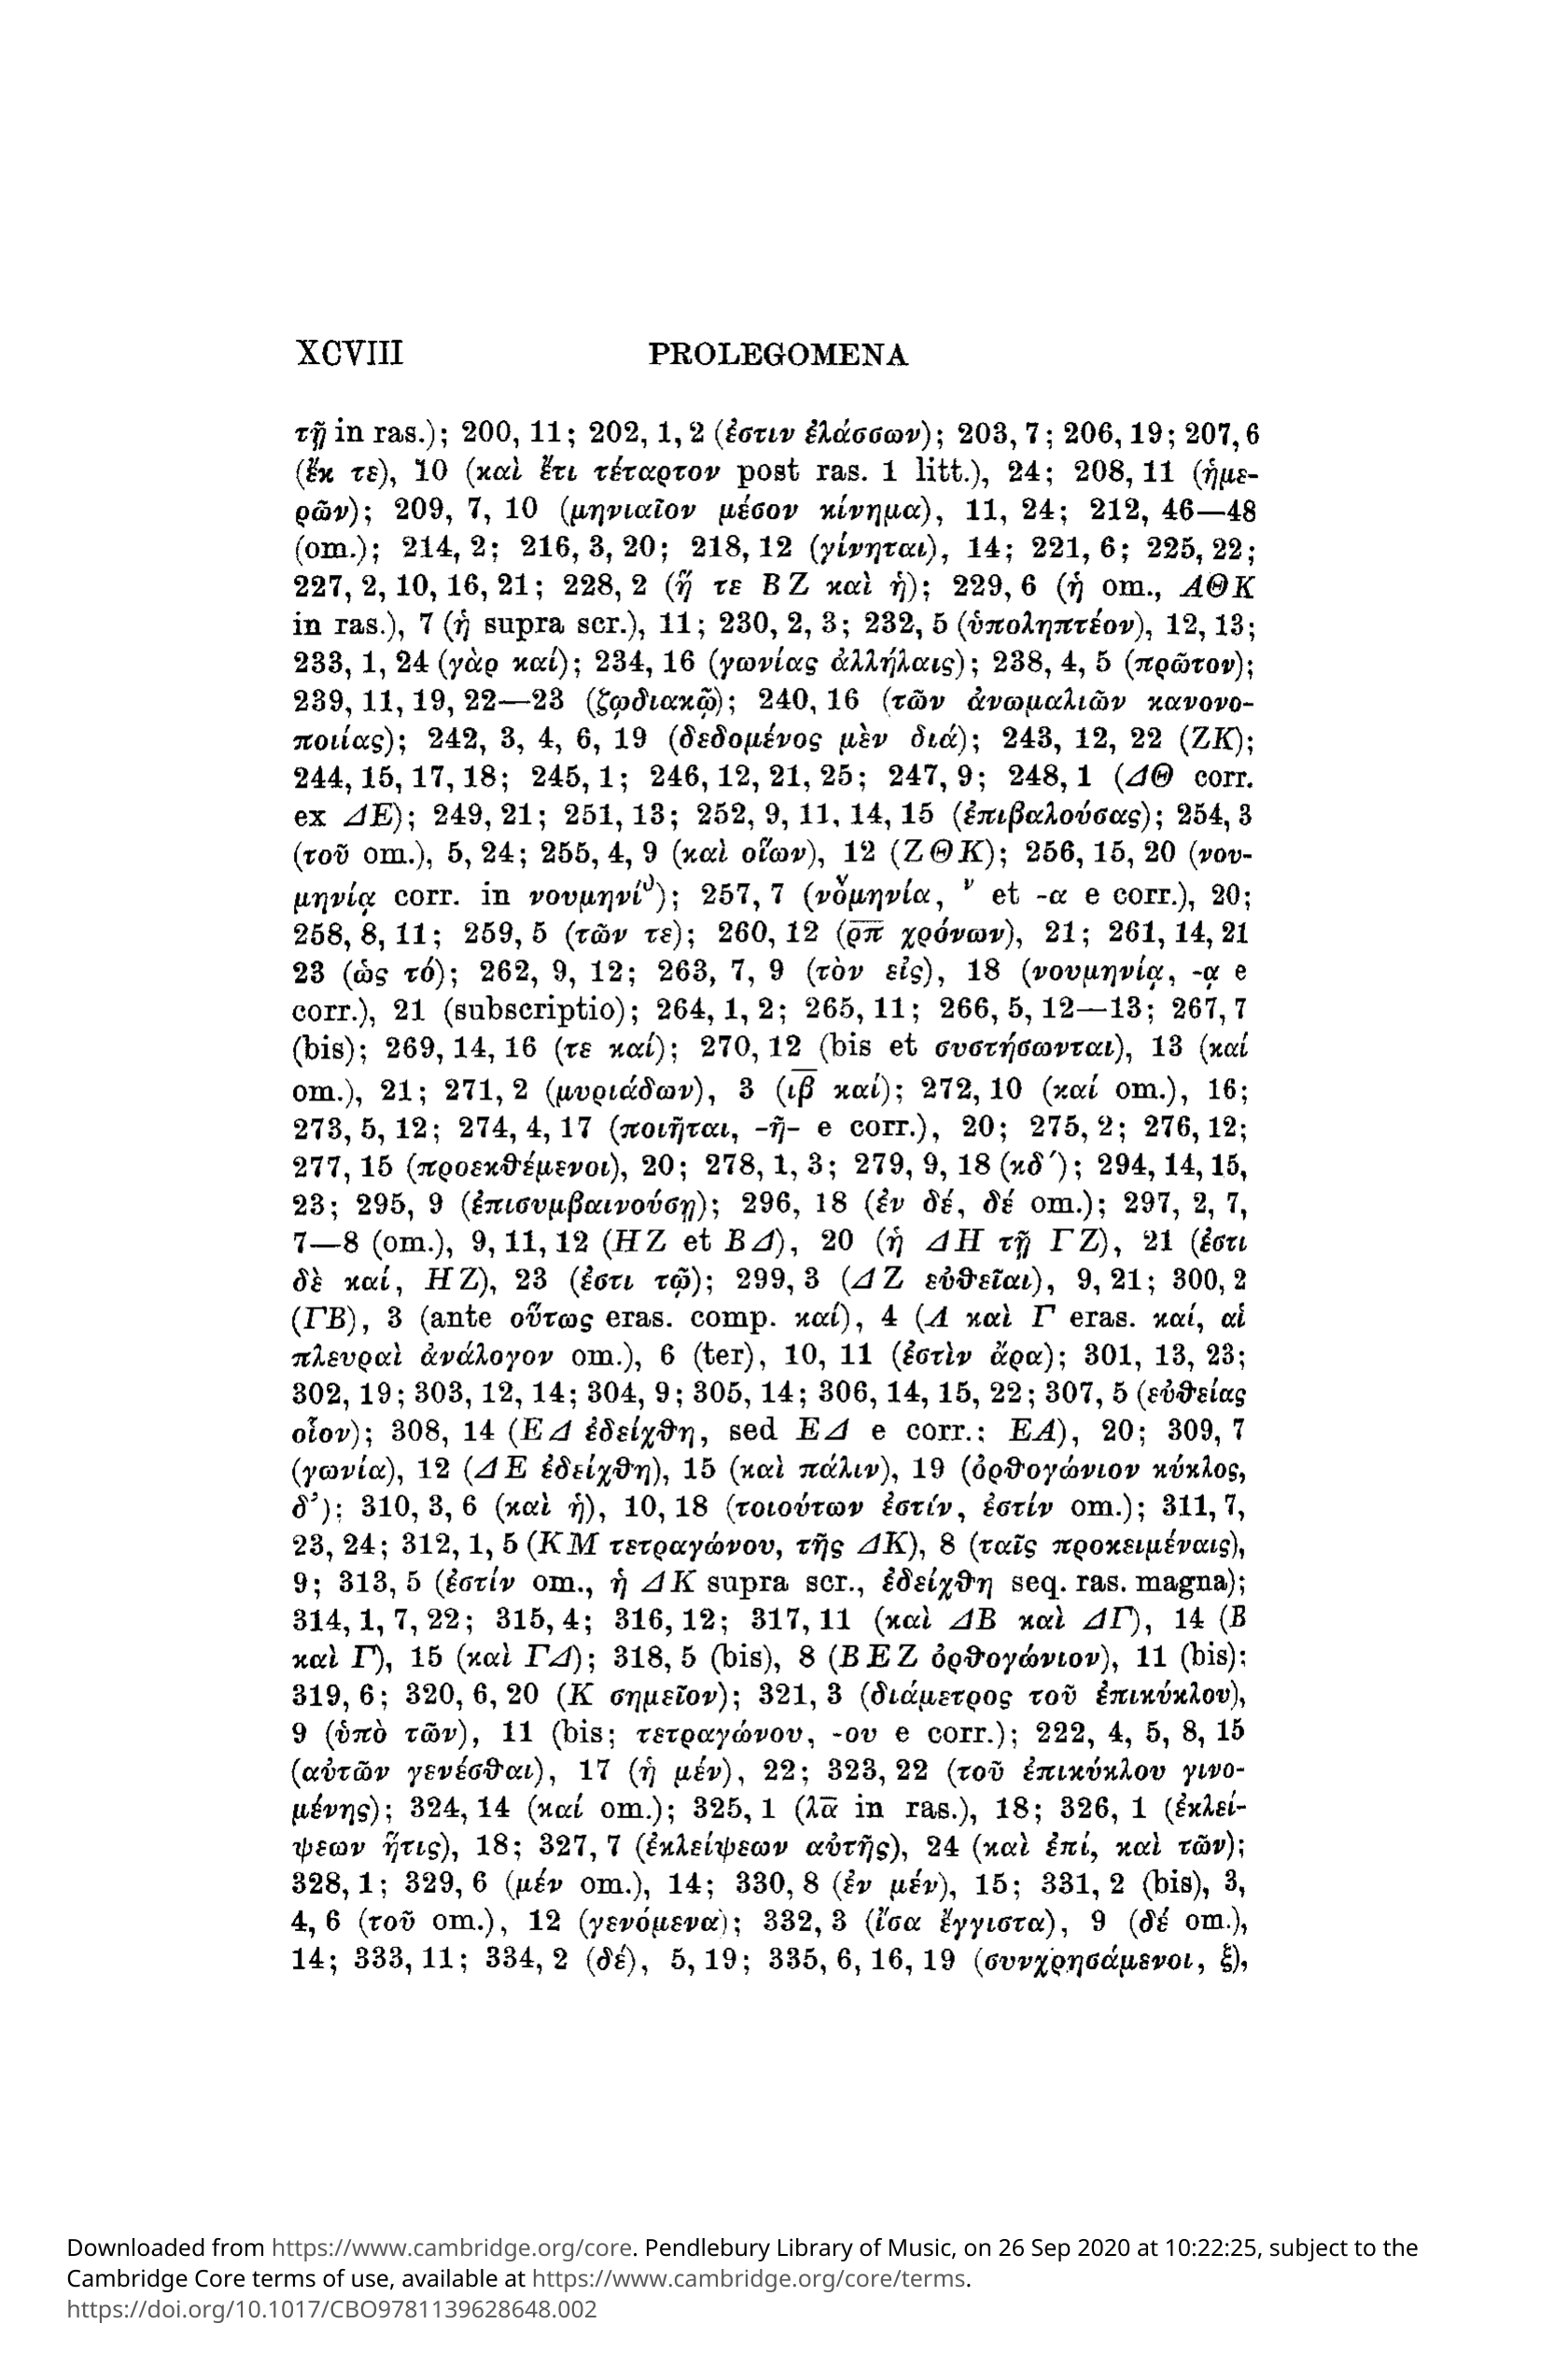 XCVIII PROLEGOMENA
τῇ in ras.); 200, 11; 202, 1, 2 (ἐστιν ἐλάσσων); 203, 7; 206, 19; 207, 6
(ἔκ τε), 10 (καὶ ἔτι τέταρτον post ras. 1 litt.), 24; 208, 11 (ἡμε-
ρῶν); 209, 7, 10 (μηνιαῖον μέσον κίνημα), 11, 24; 212, 46—48
(om.); 214, 2; 216, 3, 20; 218, 12 (γίνηται), 14; 221, 6; 225, 22;
227, 2, 10, 16, 21; 228, 2 (ἥ τε ΒΖ καὶ ἡ); 229, 6 (ἡ om., ΑΘΚ
in ras.), 7 (ἡ supra scr.), 11; 230, 2, 3; 232, 5 (ὑποληπτέον), 12, 13;
233, 1, 24 (γὰρ καί); 234, 16 (γωνίας ἀλλήλαις); 238, 4, 5 (πρῶτον);
239, 11, 19, 22—23 (ζῳδιακῷ); 240, 16 (τῶν ἀνωμαλιῶν κανονο-
ποιίας); 242, 3, 4, 6, 19 (δεδομένος μὲν διά); 243, 12, 22 (ΖΚ);
244, 15, 17, 18; 245, 1; 246, 12, 21, 25; 247, 9; 248, 1 (ΔΘ corr.
ex ΔΕ); 249, 21; 251, 13; 252, 9, 11, 14, 15 (ἐπιβαλούσας); 254, 3
(τοῦ om.), 5, 24; 255, 4, 9 (καὶ οἵων), 12 (ΖΘΚ); 256, 15, 20 (νου-
μηνίᾳ corr. in νουμηνί); 257, 7 (νο̌μηνία, ᵛ et -α e corr.), 20;
258, 8, 11; 259, 5 (τῶν τε); 260, 12 (ρ̅π̅ χρόνων), 21; 261, 14, 21
23 (ὡς τό); 262, 9, 12; 263, 7, 9 (τὸν εἰς), 18 (νουμηνίᾳ, -ᾳ e
corr.), 21 (subscriptio); 264, 1, 2; 265, 11; 266, 5, 12—13; 267, 7
(bis); 269, 14, 16 (τε καί); 270, 12 (bis et συστήσωνται), 13 (καί
om.), 21; 271, 2 (μυριάδων), 3 (ι̅β̅ καί); 272, 10 (καί om.), 16;
273, 5, 12; 274, 4, 17 (ποιῆται, -ῆ- e corr.), 20; 275, 2; 276, 12;
277, 15 (προεκθέμενοι), 20; 278, 1, 3; 279, 9, 18 (κδ´); 294, 14, 15,
23; 295, 9 (ἐπισυμβαινούσῃ); 296, 18 (ἐν δέ, δέ om.); 297, 2, 7,
7—8 (om.), 9, 11, 12 (ΗΖ et ΒΔ), 20 (ἡ ΔΗ τῇ ΓΖ), 21 (ἐστι
δὲ καί, ΗΖ), 23 (ἐστι τῷ); 299, 3 (ΔΖ εὐθεῖαι), 9, 21; 300, 2
(ΓΒ), 3 (ante οὕτως eras. comp. καί), 4 (Α καὶ Γ eras. καί, αἱ
πλευραὶ ἀνάλογον om.), 6 (ter), 10, 11 (ἐστὶν ἄρα); 301, 13, 23;
302, 19; 303, 12, 14; 304, 9; 305, 14; 306, 14, 15, 22; 307, 5 (εὐθείας
οἷον); 308, 14 (ΕΔ ἐδείχθη, sed ΕΔ e corr.: ΕΑ), 20; 309, 7
(γωνία), 12 (ΔΕ ἐδείχθη), 15 (καὶ πάλιν), 19 (ὀρθογώνιον κύκλος,
δ᾽); 310, 3, 6 (καὶ ἡ), 10, 18 (τοιούτων ἐστίν, ἐστίν om.); 311, 7,
23, 24; 312, 1, 5 (ΚΜ τετραγώνου, τῆς ΔΚ), 8 (ταῖς προκειμέναις),
9; 313, 5 (ἐστίν om., ἡ ΔΚ supra scr., ἐδείχθη seq. ras. magna);
314, 1, 7, 22; 315, 4; 316, 12; 317, 11 (καὶ ΔΒ καὶ ΔΓ), 14 (Β
καὶ Γ), 15 (καὶ ΓΔ); 318, 5 (bis), 8 (ΒΕΖ ὀρθογώνιον), 11 (bis);
319, 6; 320, 6, 20 (Κ σημεῖον); 321, 3 (διάμετρος τοῦ ἐπικύκλου),
9 (ὑπὸ τῶν), 11 (bis; τετραγώνου, -ου e corr.); 222, 4, 5, 8, 15
(αὐτῶν γενέσθαι), 17 (ἡ μέν), 22; 323, 22 (τοῦ ἐπικύκλου γινο-
μένης); 324, 14 (καί om.); 325, 1 (λᾱ in ras.), 18; 326, 1 (ἐκλεί-
ψεων ἥτις), 18; 327, 7 (ἐκλείψεων αὐτῆς), 24 (καὶ ἐπί, καὶ τῶν);
328, 1; 329, 6 (μέν om.), 14; 330, 8 (ἐν μέν), 15; 331, 2 (bis), 3,
4, 6 (τοῦ om.), 12 (γενόμενα); 332, 3 (ἴσα ἔγγιστα), 9 (δέ om.),
14; 333, 11; 334, 2 (δέ), 5, 19; 335, 6, 16, 19 (συνχρησάμενοι, ξ),
Downloaded from https://www.cambridge.org/core. Pendlebury Library of Music, on 26 Sep 2020 at 10:22:25, subject to the
Cambridge Core terms of use, available at https://www.cambridge.org/core/terms.
https://doi.org/10.1017/CBO9781139628648.002